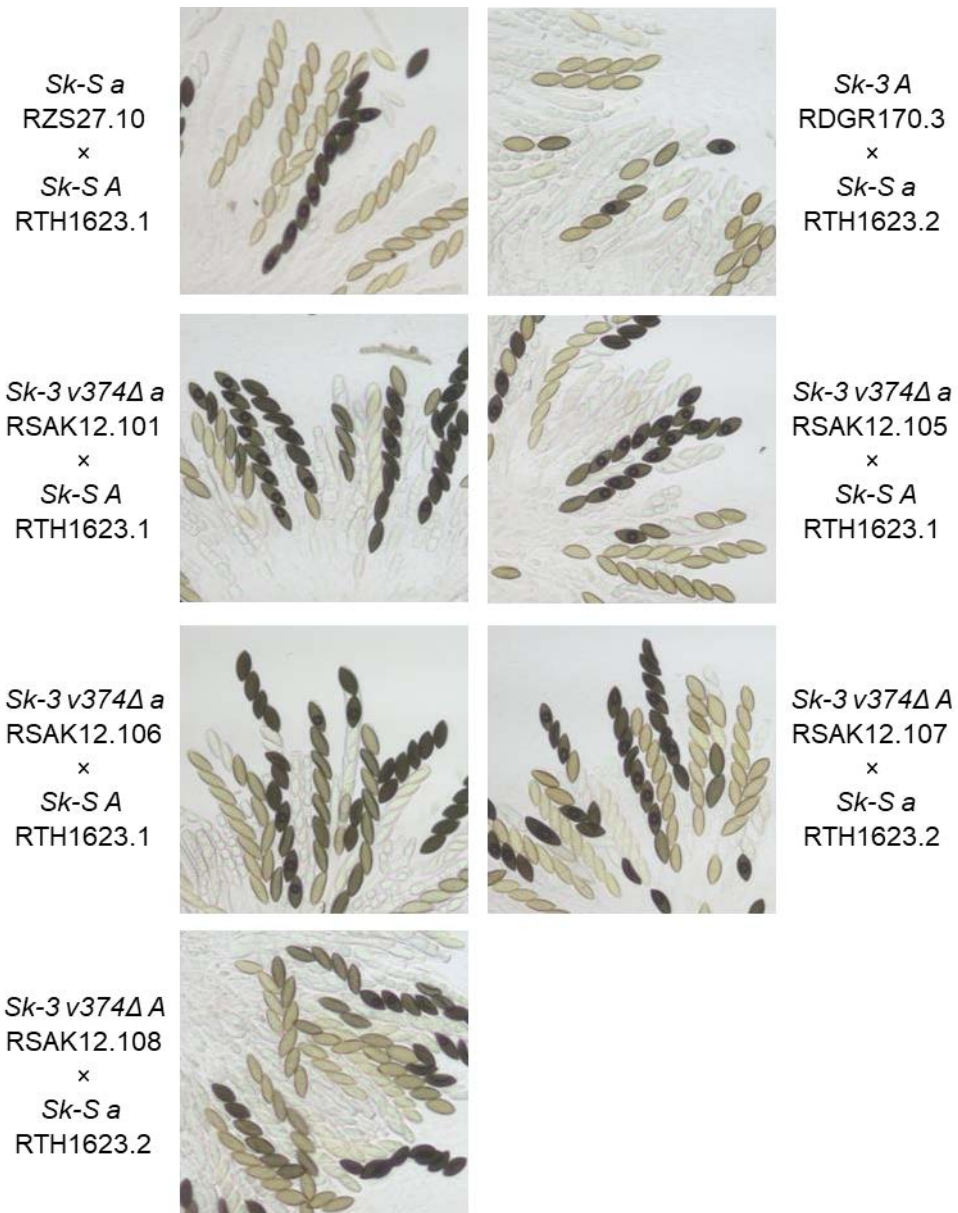 Sk-S a
RZS27.10
×
Sk-S A
RTH1623.1
Sk-3 A
RDGR170.3
×
Sk-S a
RTH1623.2
Sk-3 v374Δ a
RSAK12.101
×
Sk-S A
RTH1623.1
Sk-3 v374Δ a
RSAK12.105
×
Sk-S A
RTH1623.1
Sk-3 v374Δ a
RSAK12.106
×
Sk-S A
RTH1623.1
Sk-3 v374Δ A
RSAK12.107
×
Sk-S a
RTH1623.2
Sk-3 v374Δ A
RSAK12.108
×
Sk-S a
RTH1623.2